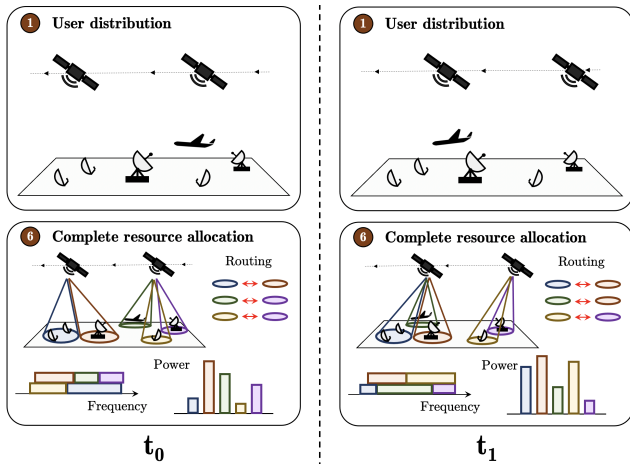 1 User distribution
6 Complete resource allocation
Routing
Power
Frequency
t0
1 User distribution
6 Complete resource allocation
Routing
Power
Frequency
t1